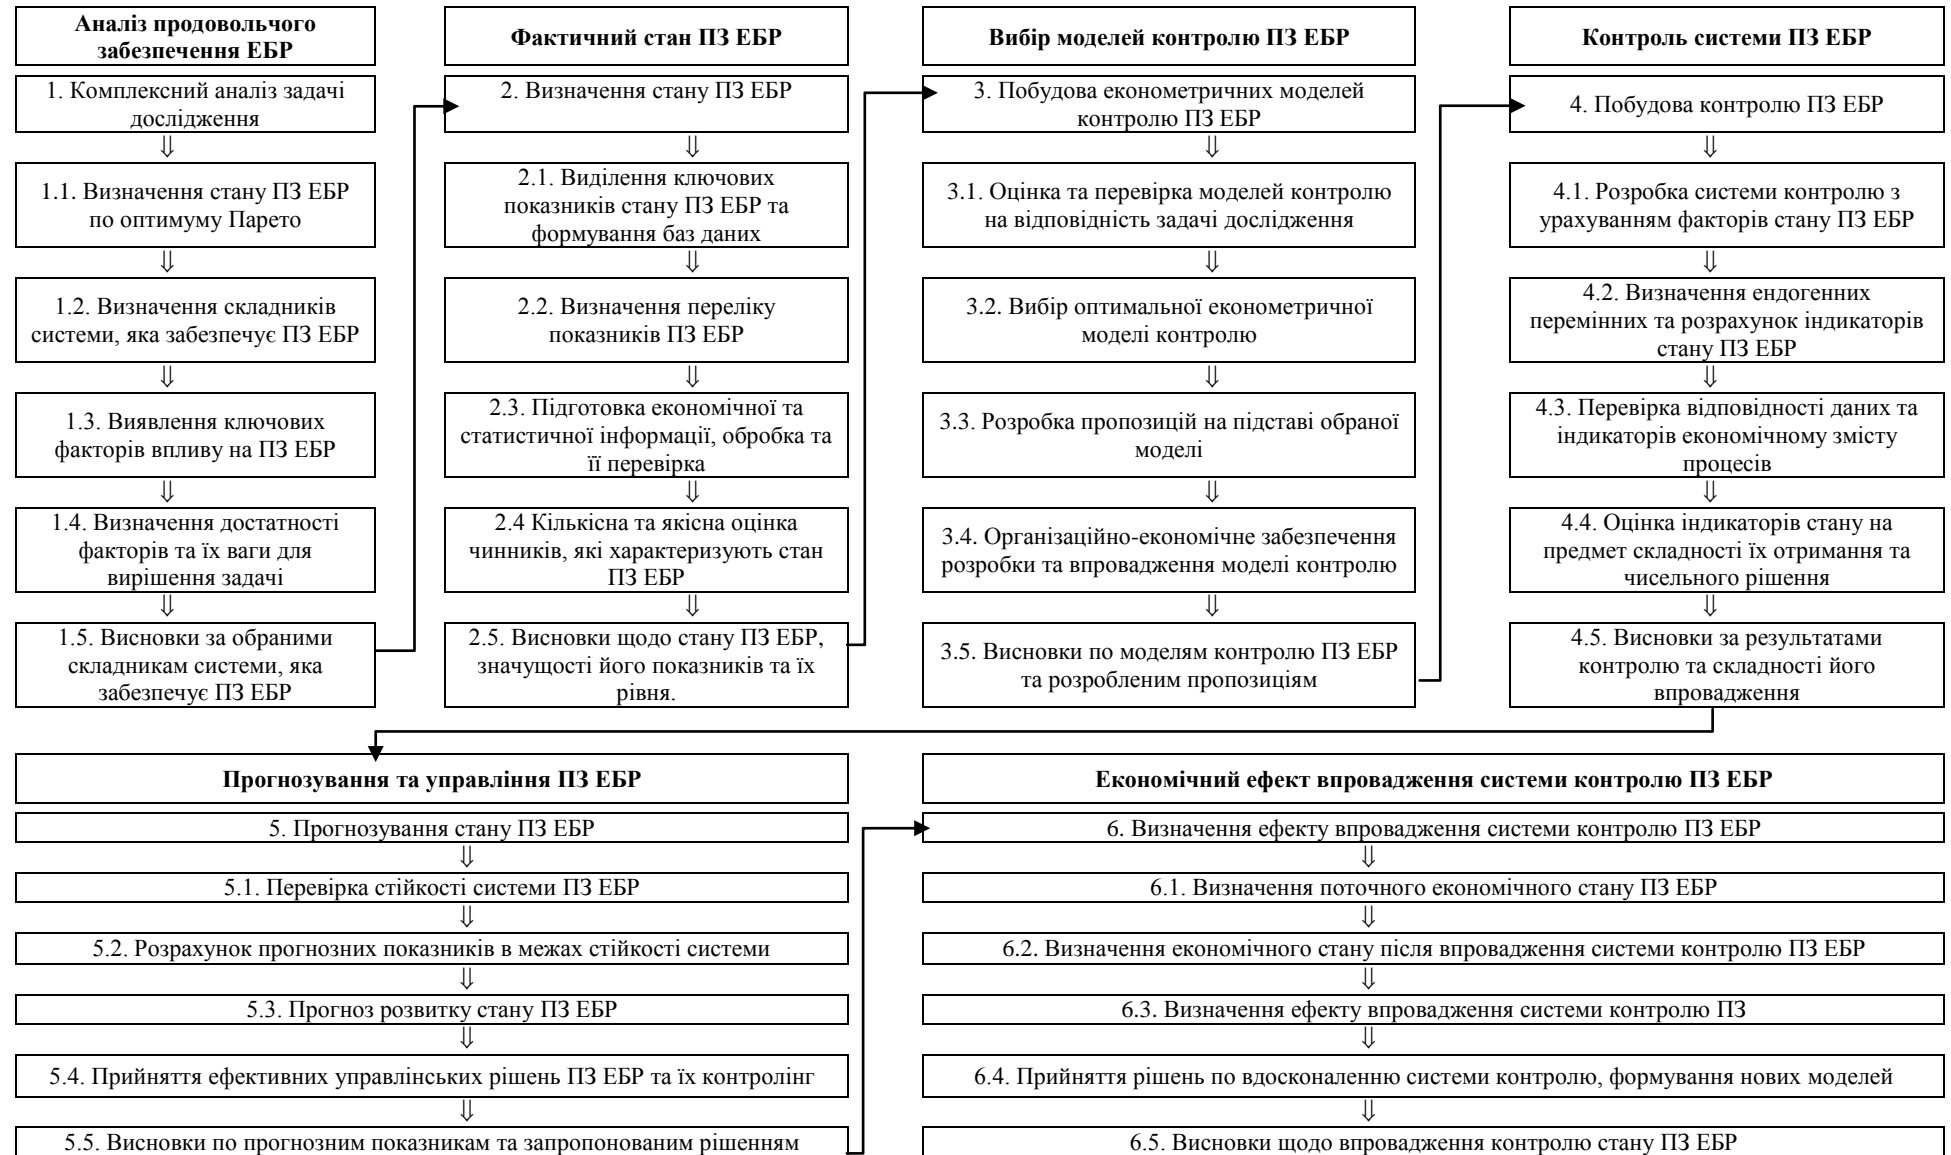 Аналіз продовольчого
забезпечення ЕБР
1. Комплексний аналіз задачі
дослідження
⇓
1.1. Визначення стану ПЗ ЕБР
по оптимуму Парето
⇓
1.2. Визначення складників
системи, яка забезпечує ПЗ ЕБР
⇓
1.3. Виявлення ключових
факторів впливу на ПЗ ЕБР
⇓
1.4. Визначення достатності
факторів та їх ваги для
вирішення задачі
⇓
1.5. Висновки за обраними
складникам системи, яка
забезпечує ПЗ ЕБР
Фактичний стан ПЗ ЕБР
2. Визначення стану ПЗ ЕБР
⇓
2.1. Виділення ключових
показників стану ПЗ ЕБР та
формування баз даних
⇓
2.2. Визначення переліку
показників ПЗ ЕБР
⇓
2.3. Підготовка економічної та
статистичної інформації, обробка та
її перевірка
⇓
2.4 Кількісна та якісна оцінка
чинників, які характеризують стан
ПЗ ЕБР
⇓
2.5. Висновки щодо стану ПЗ ЕБР,
значущості його показників та їх
рівня.
Вибір моделей контролю ПЗ ЕБР
3. Побудова економетричних моделей
контролю ПЗ ЕБР
⇓
3.1. Оцінка та перевірка моделей контролю
на відповідність задачі дослідження
⇓
3.2. Вибір оптимальної економетричної
моделі контролю
⇓
3.3. Розробка пропозицій на підставі обраної
моделі
⇓
3.4. Організаційно-економічне забезпечення
розробки та впровадження моделі контролю
⇓
3.5. Висновки по моделям контролю ПЗ ЕБР
та розробленим пропозиціям
Контроль системи ПЗ ЕБР
4. Побудова контролю ПЗ ЕБР
⇓
4.1. Розробка системи контролю з
урахуванням факторів стану ПЗ ЕБР
⇓
4.2. Визначення ендогенних
перемінних та розрахунок індикаторів
стану ПЗ ЕБР
⇓
4.3. Перевірка відповідності даних та
індикаторів економічному змісту
процесів
⇓
4.4. Оцінка індикаторів стану на
предмет складності їх отримання та
чисельного рішення
⇓
4.5. Висновки за результатами
контролю та складності його
впровадження
Прогнозування та управління ПЗ ЕБР
5. Прогнозування стану ПЗ ЕБР
⇓
5.1. Перевірка стійкості системи ПЗ ЕБР
⇓
5.2. Розрахунок прогнозних показників в межах стійкості системи
⇓
5.3. Прогноз розвитку стану ПЗ ЕБР
⇓
5.4. Прийняття ефективних управлінських рішень ПЗ ЕБР та їх контролінг
⇓
5.5. Висновки по прогнозним показникам та запропонованим рішенням
Економічний ефект впровадження системи контролю ПЗ ЕБР
6. Визначення ефекту впровадження системи контролю ПЗ ЕБР
⇓
6.1. Визначення поточного економічного стану ПЗ ЕБР
⇓
6.2. Визначення економічного стану після впровадження системи контролю ПЗ ЕБР
⇓
6.3. Визначення ефекту впровадження системи контролю ПЗ
⇓
6.4. Прийняття рішень по вдосконаленню системи контролю, формування нових моделей
⇓
6.5. Висновки щодо впровадження контролю стану ПЗ ЕБР